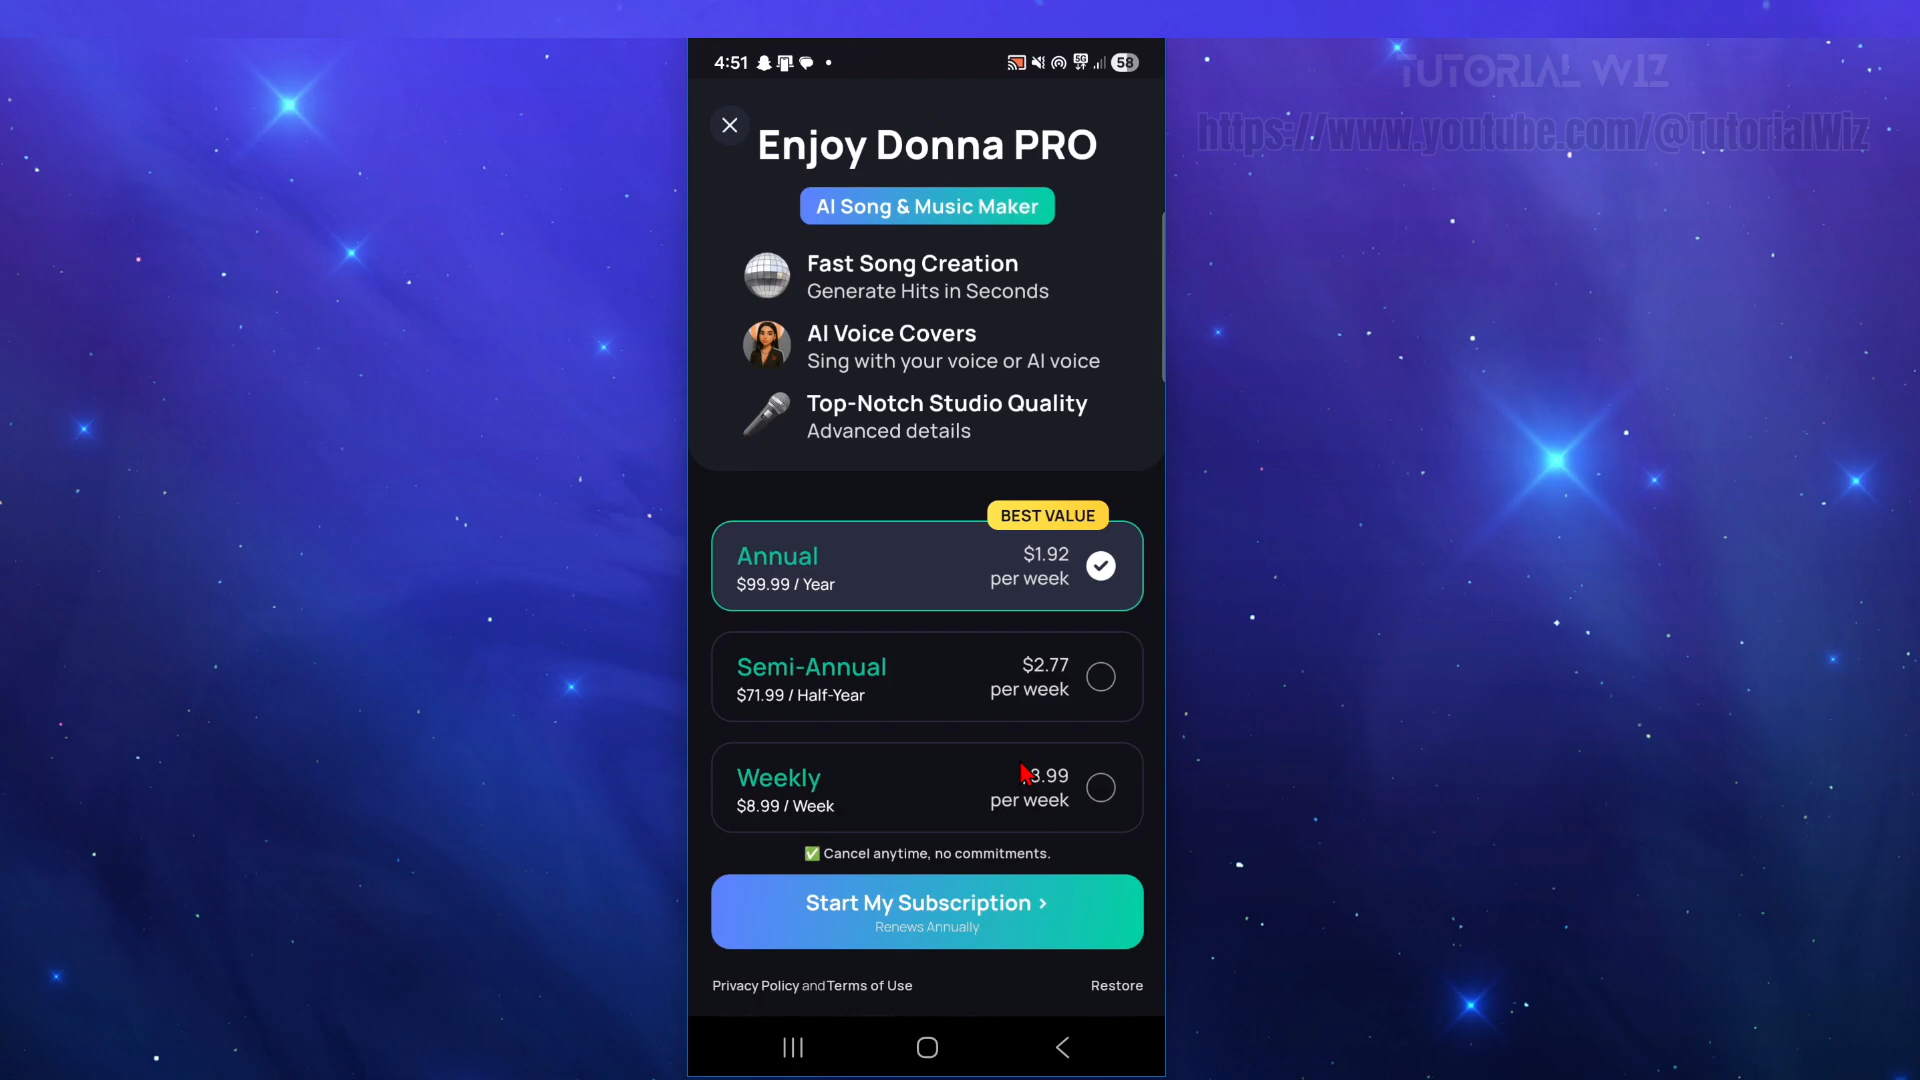 TUTORIAL WIZ
https://www.youtube.com/@TutorialWiz
4:51
5G
58
Enjoy Donna PRO
AI Song & Music Maker
Fast Song Creation
Generate Hits in Seconds
AI Voice Covers
Sing with your voice or AI voice
Top-Notch Studio Quality
Advanced details
BEST VALUE
Annual
$99.99 / Year
$1.92
per week
Semi-Annual
$71.99 / Half-Year
$2.77
per week
Weekly
$8.99 / Week
8.99
per week
✅ Cancel anytime, no commitments.
Start My Subscription ›
Renews Annually
Privacy Policy and Terms of Use
Restore